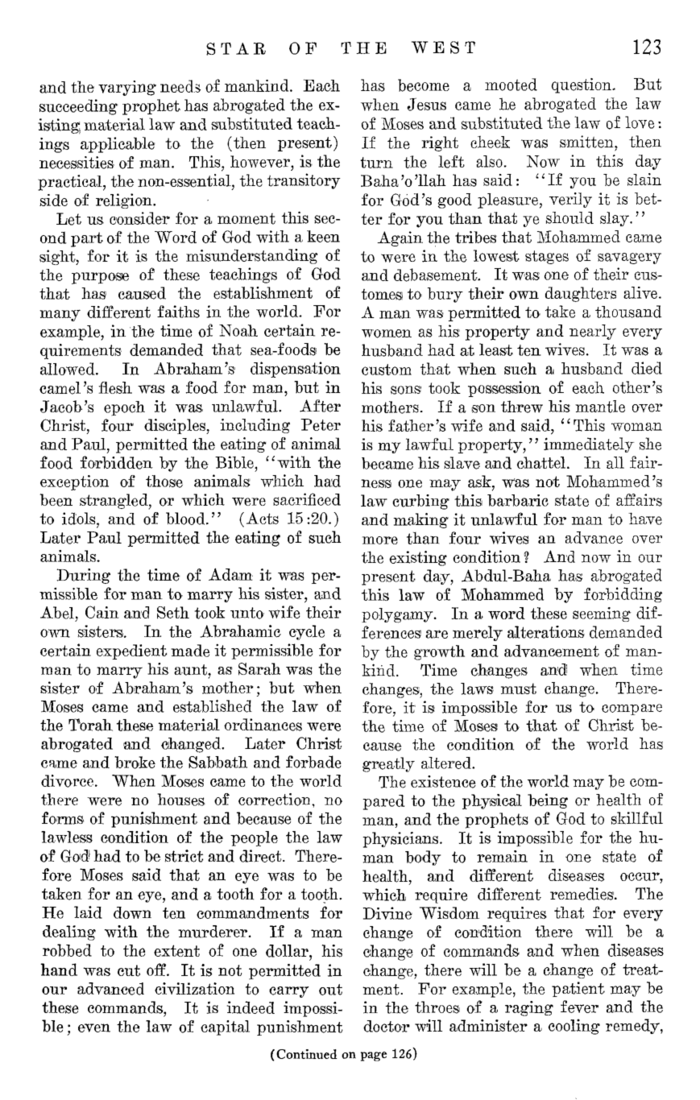 STAR OF THE WEST 123
and the varying needs of mankind. Each
succeeding prophet has abrogated the ex-
isting material law and substituted teach-
ings applicable to the (then present)
necessities of man. This, however, is the
practical, the non-essential, the transitory
side of religion.
Let us consider for a moment this sec-
ond part of the Word of God with a keen
sight, for it is the misunderstanding of
the purpose of these teachings of God
that has caused the establishment of
many different faiths in the world. For
example, in the time of Noah certain re-
quirements demanded that sea-foods be
allowed. In Abraham's dispensation
camel's flesh was a food for man, but in
Jacob's epoch it was unlawful. After
Christ, four disciples, including Peter
and Paul, permitted the eating of animal
food forbidden by the Bible, "with the
exception of those animals which had
been strangled, or which were sacrificed
to idols, and of blood." (Acts 15:20.)
Later Paul permitted the eating of such
animals.
During the time of Adam it was per-
missible for man to marry his sister, and
Abel, Cain and Seth took unto wife their
own sisters. In the Abrahamic cycle a
certain expedient made it permissible for
man to marry his aunt, as Sarah was the
sister of Abraham's mother; but when
Moses came and established the law of
the Torah these material ordinances were
abrogated and changed. Later Christ
came and broke the Sabbath and forbade
divorce. When Moses came to the world
there were no houses of correction, no
forms of punishment and because of the
lawless condition of the people the law
of God had to be strict and direct. There-
fore Moses said that an eye was to be
taken for an eye, and a tooth for a tooth.
He laid down ten commandments for
dealing with the murderer. If a man
robbed to the extent of one dollar, his
hand was cut off. It is not permitted in
our advanced civilization to carry out
these commands, It is indeed impossi-
ble; even the law of capital punishment
has become a mooted question. But
when Jesus came he abrogated the law
of Moses and substituted the law of love:
If the right cheek was smitten, then
turn the left also. Now in this day
Baha'o'llah has said: "If you be slain
for God's good pleasure, verily it is bet-
ter for you than that ye should slay."
Again the tribes that Mohammed came
to were in the lowest stages of savagery
and debasement. It was one of their cus-
tomes to bury their own daughters alive.
A man was permitted to take a thousand
women as his property and nearly every
husband had at least ten wives. It was a
custom that when such a husband died
his sons took possession of each other's
mothers. If a son threw his mantle over
his father's wife and said, "This woman
is my lawful property," immediately she
became his slave and chattel. In all fair-
ness one may ask, was not Mohammed's
law curbing this barbaric state of affairs
and making it unlawful for man to have
more than four wives an advance over
the existing condition? And now in our
present day, Abdul-Baha has abrogated
this law of Mohammed by forbidding
polygamy. In a word these seeming dif-
ferences are merely alterations demanded
by the growth and advancement of man-
kind. Time changes and when time
changes, the laws must change. There-
fore, it is impossible for us to compare
the time of Moses to that of Christ be-
cause the condition of the world has
greatly altered.
The existence of the world may be com-
pared to the physical being or health of
man, and the prophets of God to skillful
physicians. It is impossible for the hu-
man body to remain in one state of
health, and different diseases occur,
which require different remedies. The
Divine Wisdom requires that for every
change of condition there will be a
change of commands and when diseases
change, there will be a change of treat-
ment. For example, the patient may be
in the throes of a raging fever and the
doctor will administer a cooling remedy,
(Continued on page 126)